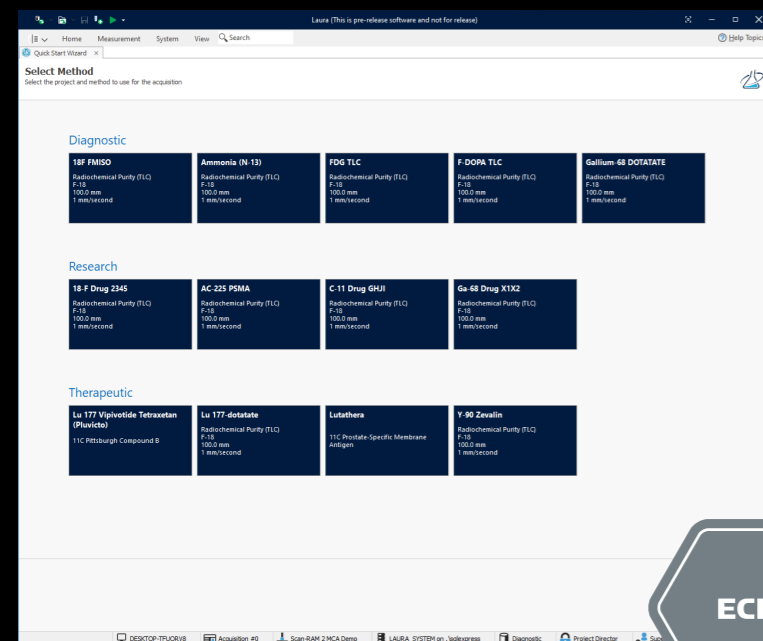 Laura (This is pre-release software and not for release)
Home Measurement System View Search Help Topics
Quick Start Wizard ×
Select Method
Select the project and method to use for the acquisition
Diagnostic
18F FMISO
Radiochemical Purity (TLC)
F-18
100.0 mm
1 mm/second
Ammonia (N-13)
Radiochemical Purity (TLC)
F-18
100.0 mm
1 mm/second
FDG TLC
Radiochemical Purity (TLC)
F-18
100.0 mm
1 mm/second
F-DOPA TLC
Radiochemical Purity (TLC)
F-18
100.0 mm
1 mm/second
Gallium-68 DOTATATE
Radiochemical Purity (TLC)
F-18
100.0 mm
1 mm/second
Research
18-F Drug 2345
Radiochemical Purity (TLC)
F-18
100.0 mm
1 mm/second
AC-225 PSMA
Radiochemical Purity (TLC)
F-18
100.0 mm
1 mm/second
C-11 Drug GHJI
Radiochemical Purity (TLC)
F-18
100.0 mm
1 mm/second
Ga-68 Drug X1X2
Radiochemical Purity (TLC)
F-18
100.0 mm
1 mm/second
Therapeutic
Lu 177 Vipivotide Tetraxetan
(Pluvicto)
11C Pittsburgh Compound B
Lu 177-dotatate
Radiochemical Purity (TLC)
F-18
100.0 mm
1 mm/second
Lutathera
11C Prostate-Specific Membrane
Antigen
Y-90 Zevalin
Radiochemical Purity (TLC)
F-18
100.0 mm
1 mm/second
DESKTOP-TFUORV8 Acquisition #0 Scan-RAM 2 MCA Demo LAURA_SYSTEM on .\sqlexpress Diagnostic Project Director